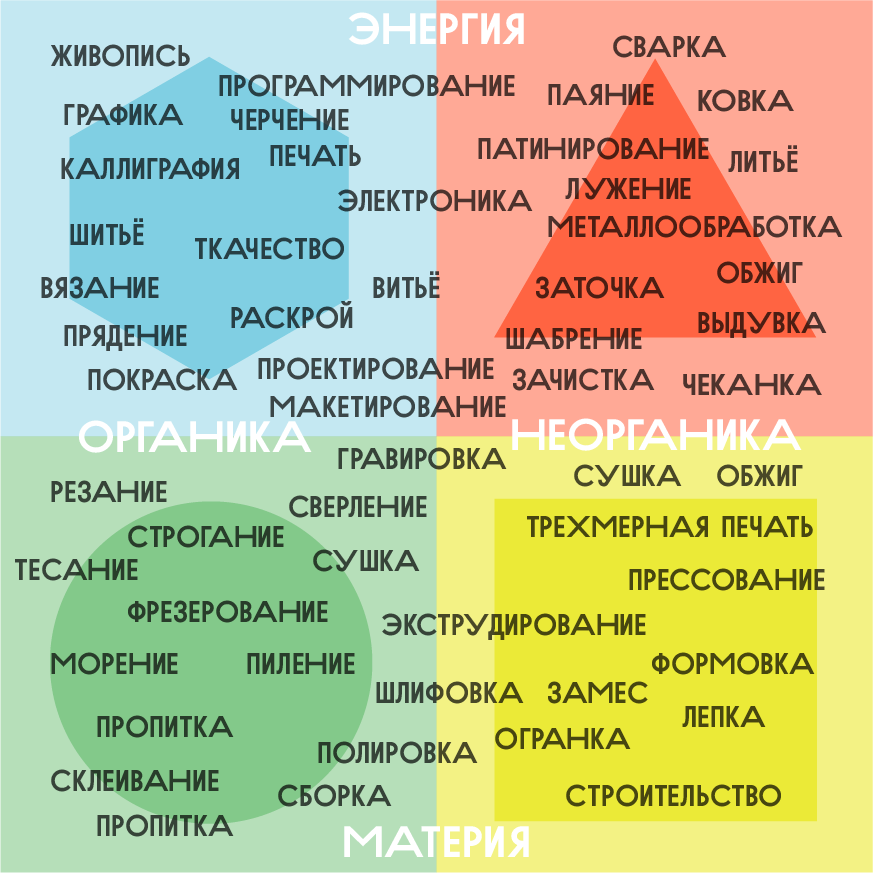 ЭНЕРГИЯ
СВАРКА
ЖИВОПИСЬ
ПРОГРАММИРОВАНИЕ
ПАЯНИЕ
КОВКА
ГРАФИКА
ЧЕРЧЕНИЕ
ПЕЧАТЬ
ПАТИНИРОВАНИЕ
ЛИТЬЁ
КАЛЛИГРАФИЯ
ЛУЖЕНИЕ
ЭЛЕКТРОНИКА
МЕТАЛЛООБРАБОТКА
ШИТЬЁ
ТКАЧЕСТВО
ОБЖИГ
ВЯЗАНИЕ
ВИТЬЁ
ЗАТОЧКА
РАСКРОЙ
ВЫДУВКА
ПРЯДЕНИЕ
ШАБРЕНИЕ
ПРОЕКТИРОВАНИЕ
ПОКРАСКА
ЗАЧИСТКА
ЧЕКАНКА
МАКЕТИРОВАНИЕ
ОРГАНИКА
НЕОРГАНИКА
ГРАВИРОВКА
СУШКА
ОБЖИГ
РЕЗАНИЕ
СВЕРЛЕНИЕ
СТРОГАНИЕ
ТРЕХМЕРНАЯ ПЕЧАТЬ
ТЕСАНИЕ
СУШКА
ПРЕССОВАНИЕ
ФРЕЗЕРОВАНИЕ
ЭКСТРУДИРОВАНИЕ
МОРЕНИЕ
ПИЛЕНИЕ
ФОРМОВКА
ШЛИФОВКА
ЗАМЕС
ЛЕПКА
ПРОПИТКА
ОГРАНКА
ПОЛИРОВКА
СКЛЕИВАНИЕ
СБОРКА
СТРОИТЕЛЬСТВО
ПРОПИТКА
МАТЕРИЯ